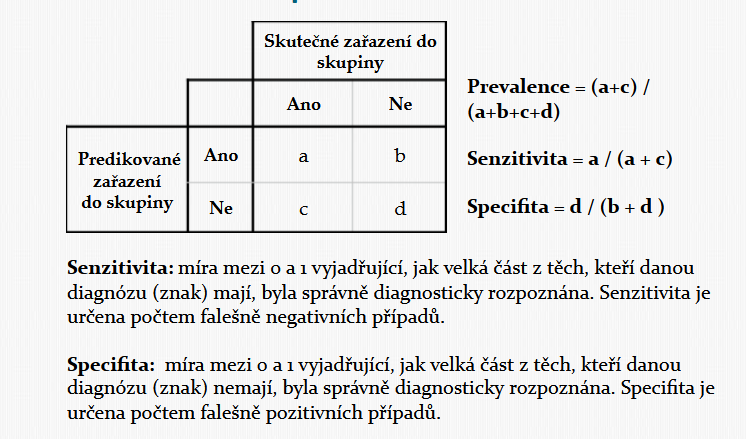 Skutečné zařazení do
skupiny
Ano Ne
Predikované
zařazení
do skupiny
Ano a b
Ne c d
Prevalence = (a+c) /
(a+b+c+d)
Senzitivita = a / (a + c)
Specifita = d / (b + d )
Senzitivita: míra mezi 0 a 1 vyjadřující, jak velká část z těch, kteří danou
diagnózu (znak) mají, byla správně diagnosticky rozpoznána. Senzitivita je
určena počtem falešně negativních případů.
Specifita: míra mezi 0 a 1 vyjadřující, jak velká část z těch, kteří danou
diagnózu (znak) nemají, byla správně diagnosticky rozpoznána. Specifita je
určena počtem falešně pozitivních případů.